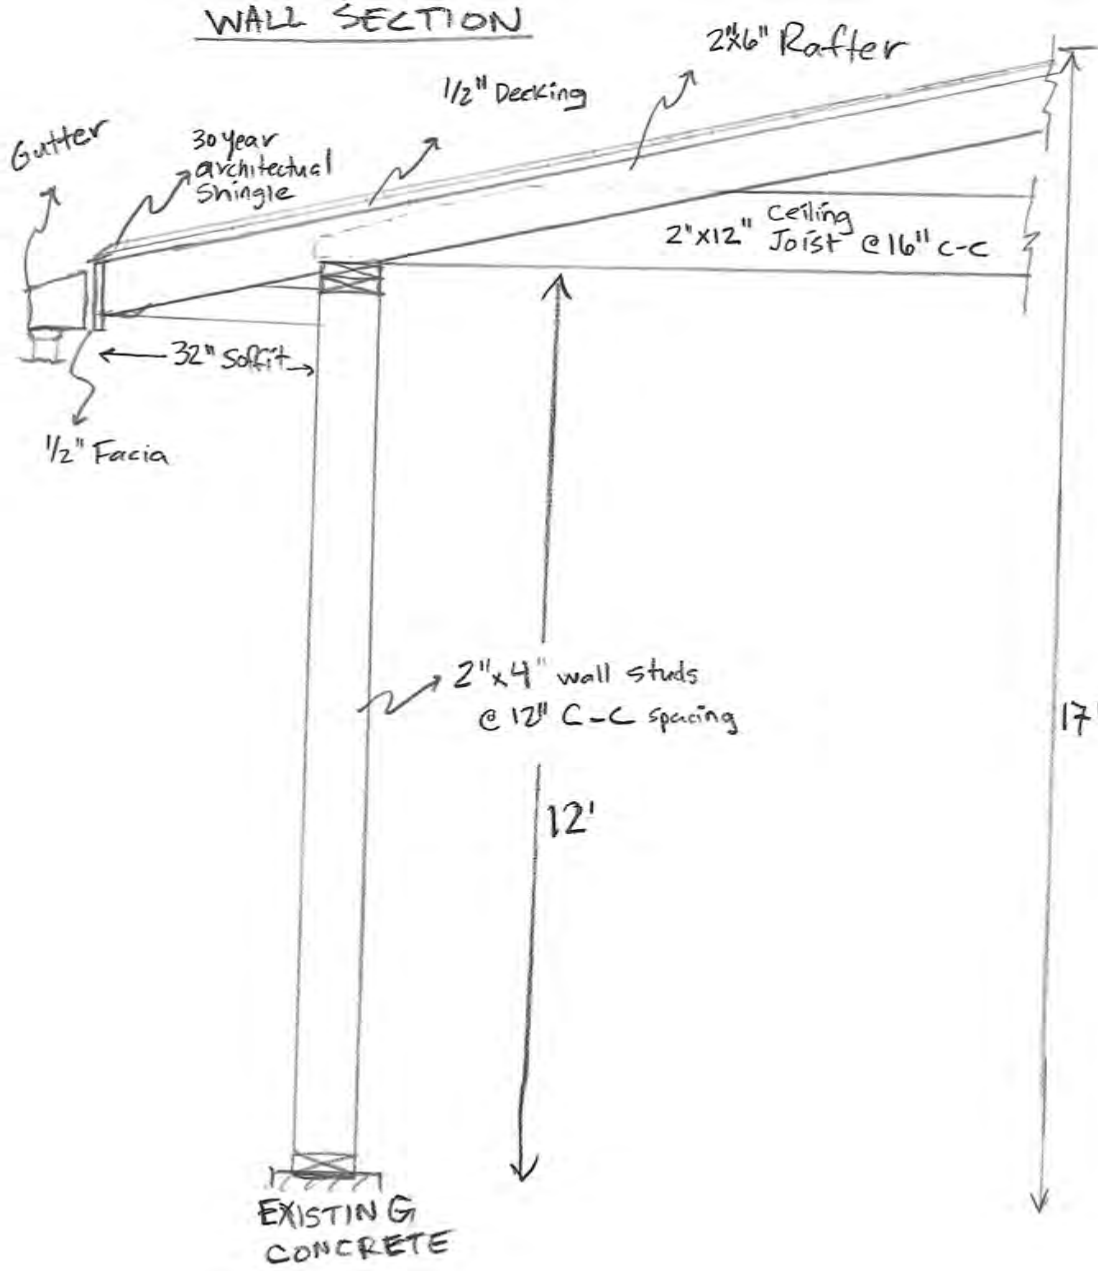 WALL SECTION
2"x6" Rafter
1/2" Decking
Gutter
30 year
architectual
Shingle
Ceiling
2"x12" Joist @ 16" c-c
32" Soffit
1/2" Facia
2"x4" wall studs
@ 12" C-C spacing
17'
12'
EXISTING
CONCRETE